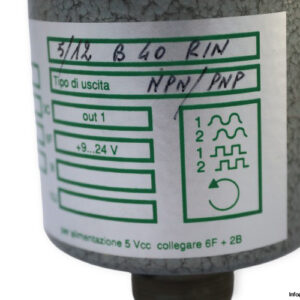 5/12 B 40 RIN
Tipo di uscita NPN/PNP
out 1
+9...24 V
1
2
1
2
per alimentazione 5 Vcc collegare 6F + 2B